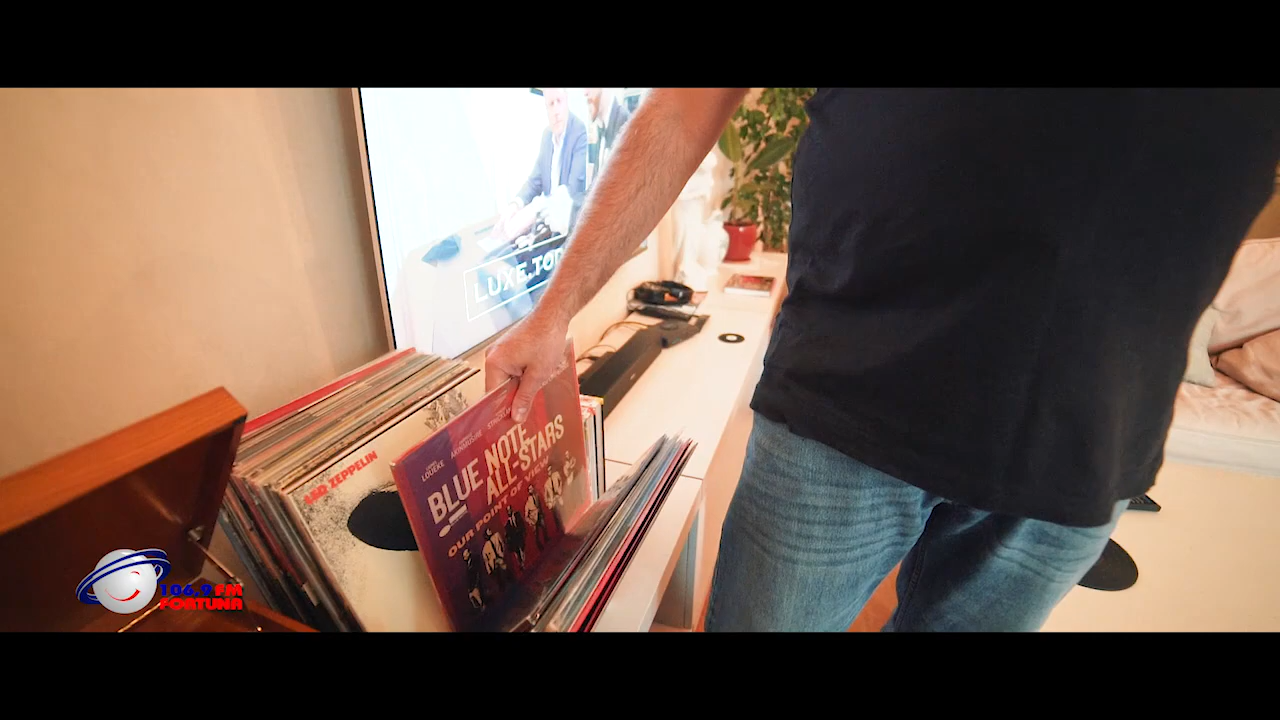 LUXE.TO
LED ZEPPELIN
LOUEKE
AKINMUSIRE
BLUE NOTE
ALL-STARS
OUR POINT OF VIEW
106,9 FM
FORTUNA